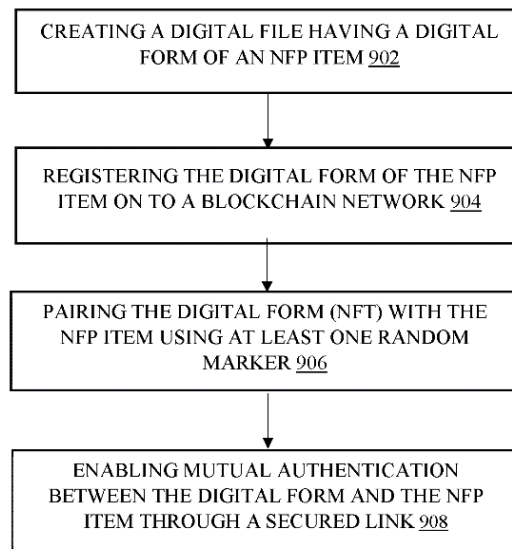 CREATING A DIGITAL FILE HAVING A DIGITAL
FORM OF AN NFP ITEM 902
REGISTERING THE DIGITAL FORM OF THE NFP
ITEM ON TO A BLOCKCHAIN NETWORK 904
PAIRING THE DIGITAL FORM (NFT) WITH THE
NFP ITEM USING AT LEAST ONE RANDOM
MARKER 906
ENABLING MUTUAL AUTHENTICATION
BETWEEN THE DIGITAL FORM AND THE NFP
ITEM THROUGH A SECURED LINK 908